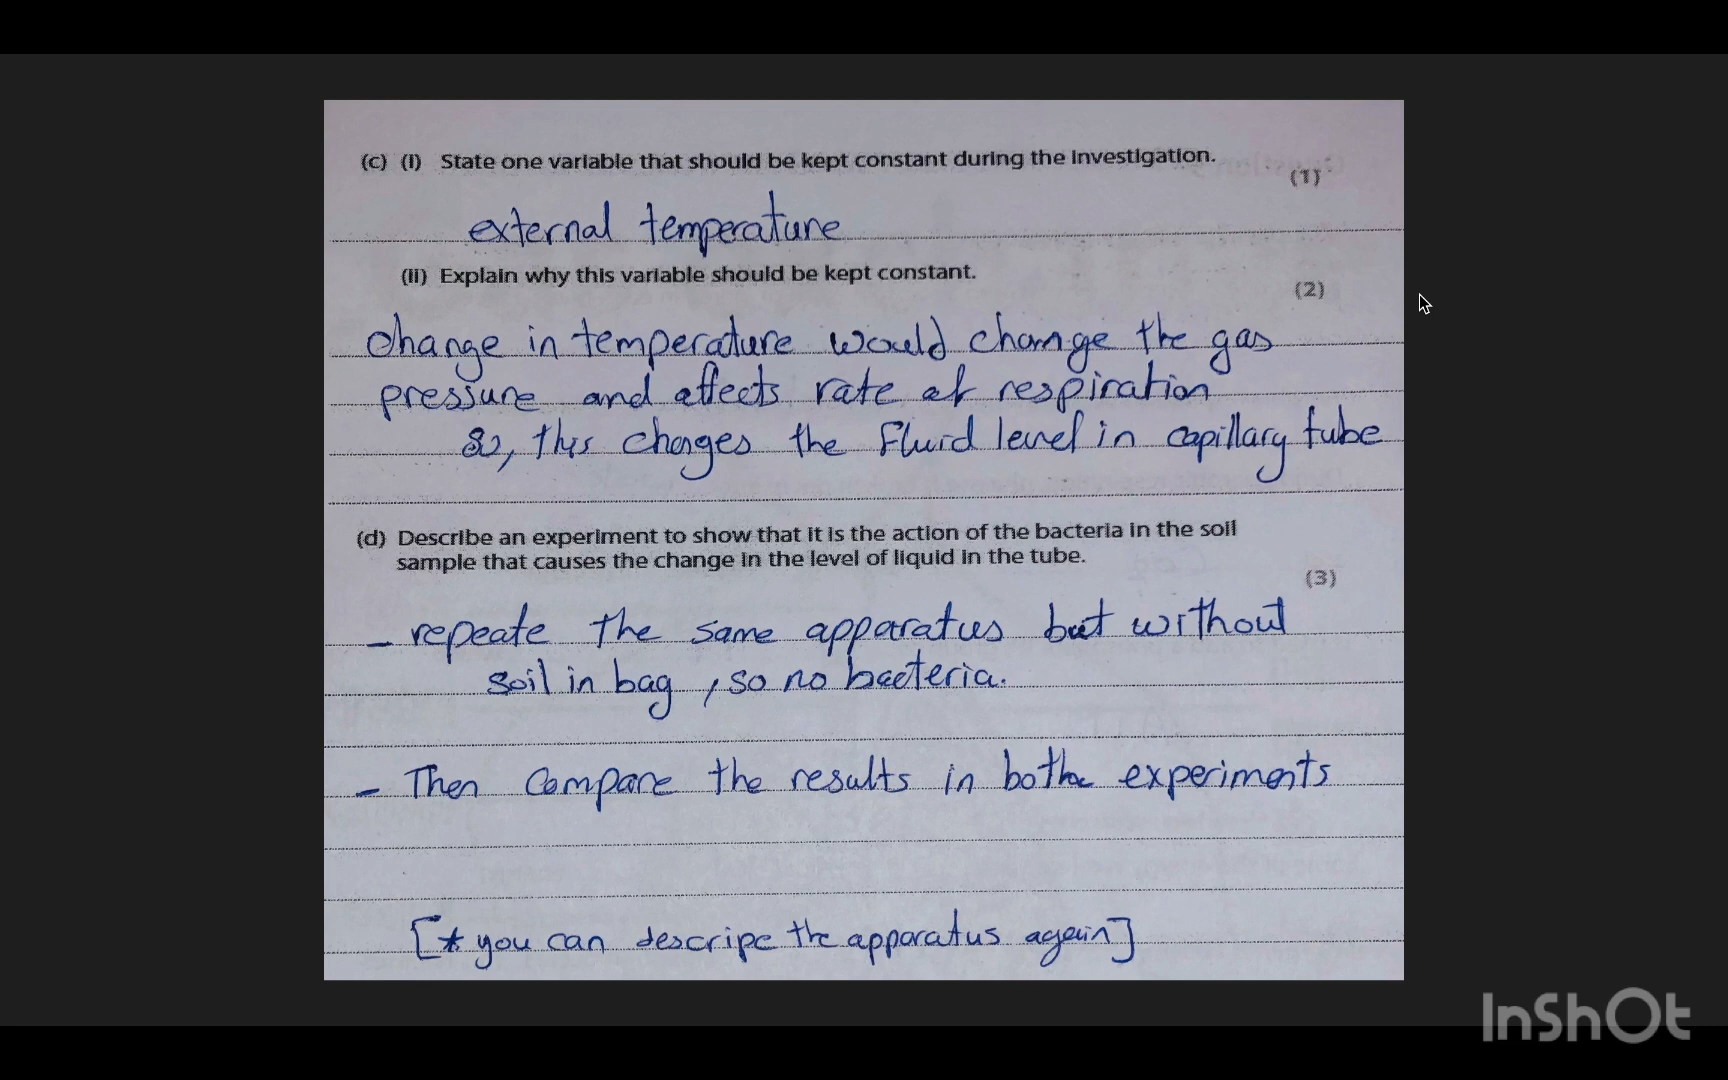 (c) (i) State one variable that should be kept constant during the investigation.
(1)
external temperature
(ii) Explain why this variable should be kept constant.
(2)
change in temperature would change the gas
pressure and affects rate of respiration
so, this changes the fluid level in capillary tube
(d) Describe an experiment to show that it is the action of the bacteria in the soil
sample that causes the change in the level of liquid in the tube.
(3)
- repeate the same apparatus but without
soil in bag, so no bacteria.
- Then compare the results in both experiments
[* you can descripe the apparatus again]
InShOt